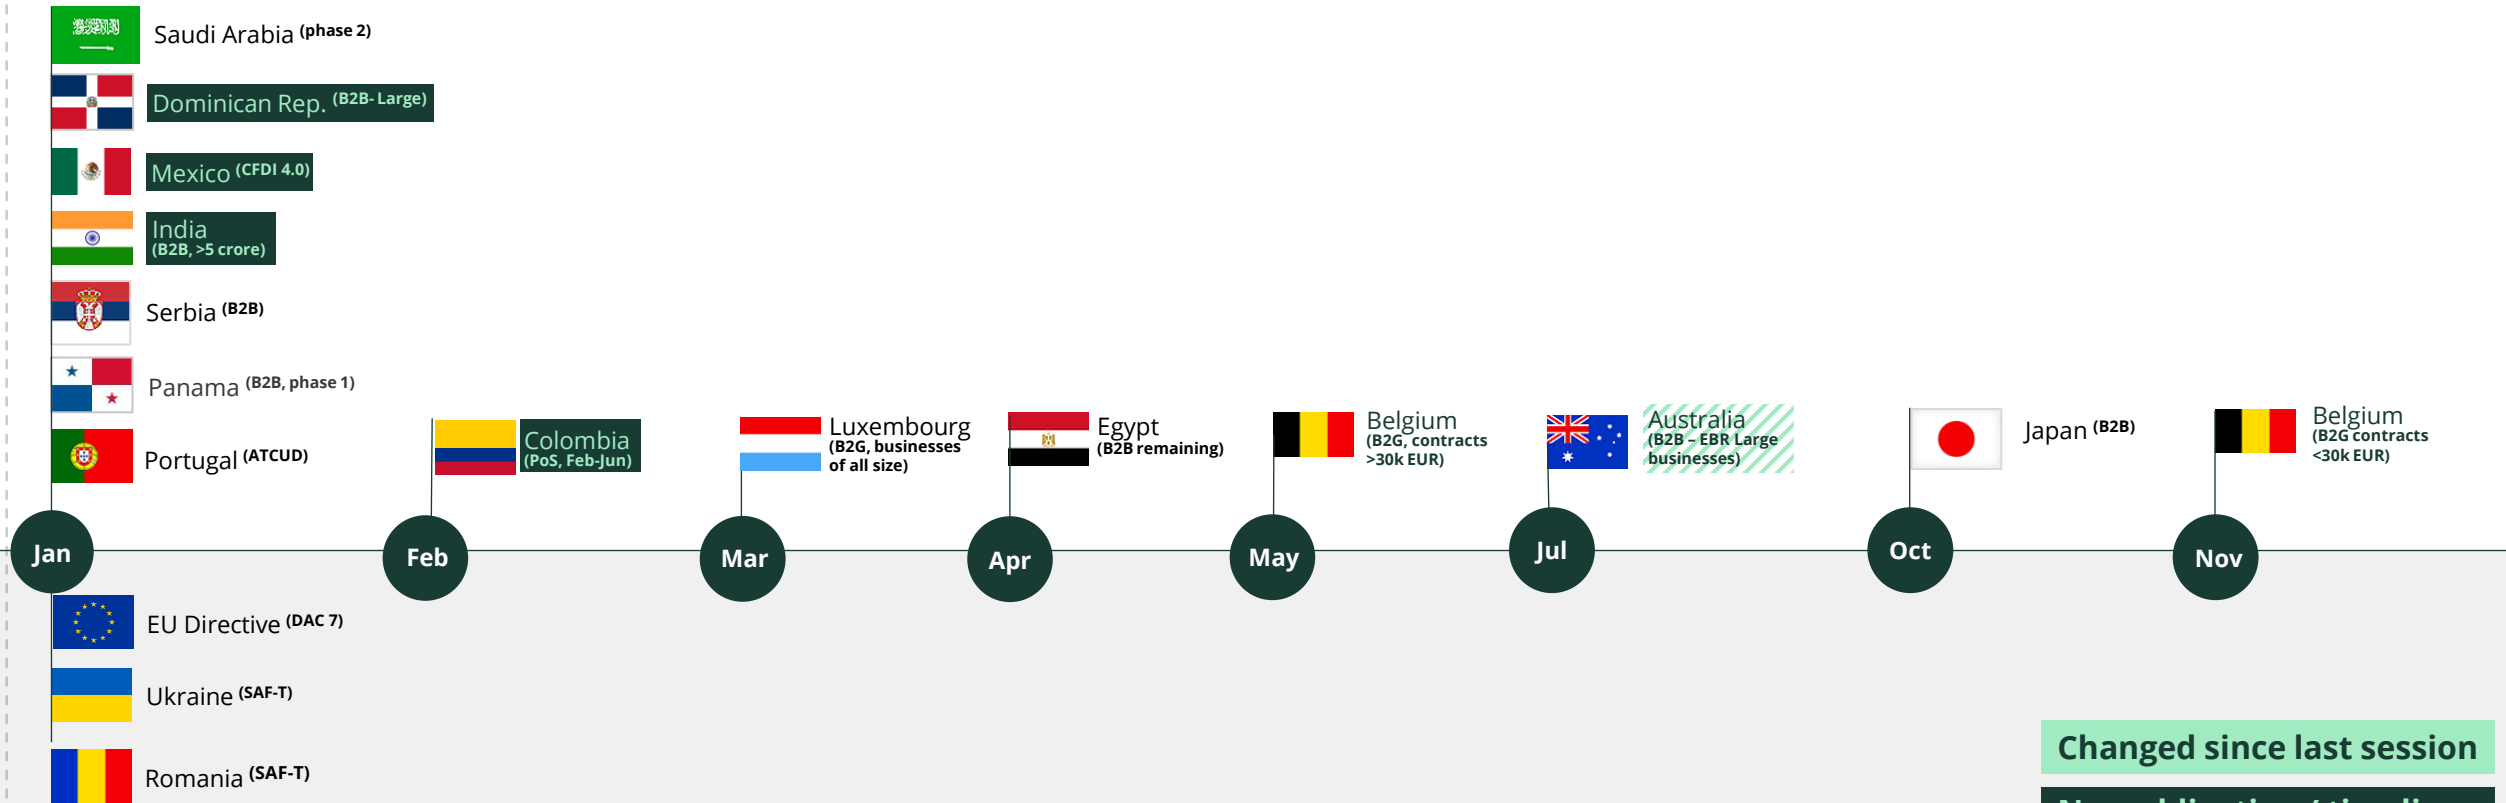 Saudi Arabia (phase 2)
Dominican Rep. (B2B- Large)
Mexico (CFDI 4.0)
India
(B2B, >5 crore)
Serbia (B2B)
Panama (B2B, phase 1)
Portugal (ATCUD)
Colombia
(PoS, Feb-Jun)
Luxembourg
(B2G, businesses
of all size)
Egypt
(B2B remaining)
Belgium
(B2G, contracts
>30k EUR)
Australia
(B2B – EBR Large
businesses)
Japan (B2B)
Belgium
(B2G contracts
<30k EUR)
Jan
Feb
Mar
Apr
May
Jul
Oct
Nov
EU Directive (DAC 7)
Ukraine (SAF-T)
Romania (SAF-T)
Changed since last session